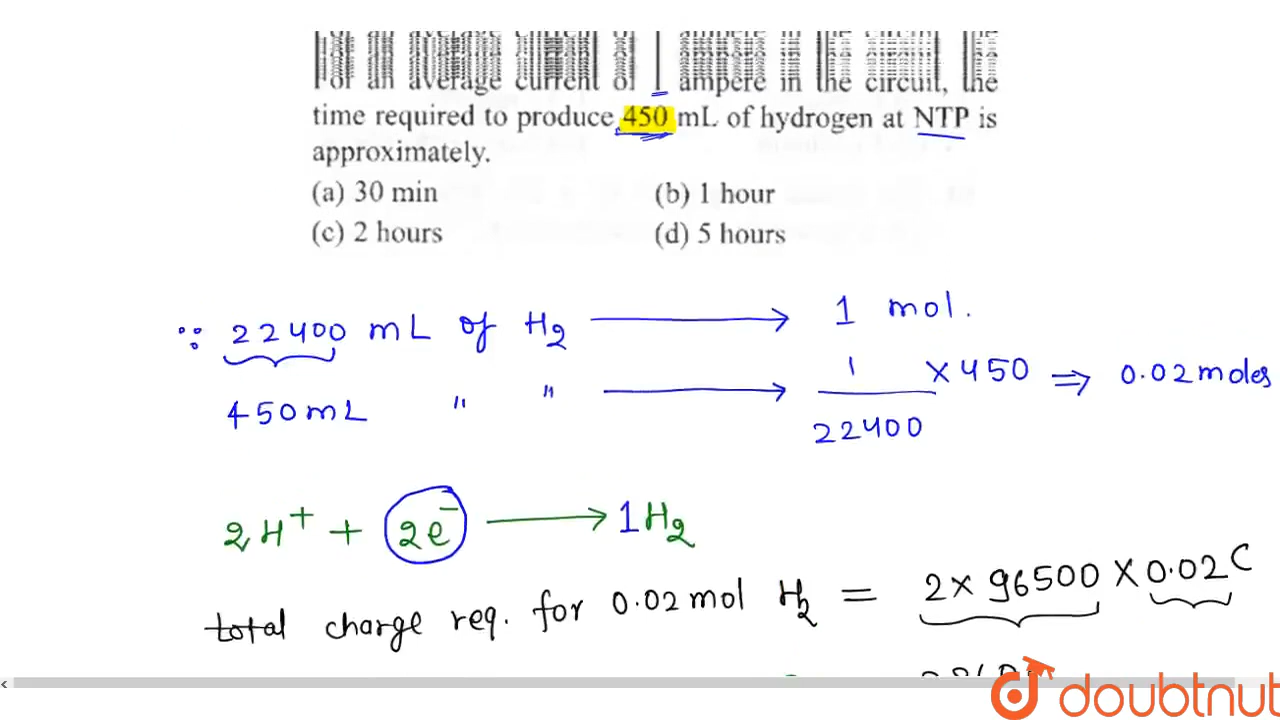 For an average current of 1 ampere in the circuit, the
time required to produce 450 mL of hydrogen at NTP is
approximately.
(a) 30 min (b) 1 hour
(c) 2 hours (d) 5 hours
∵ 22400 mL of H2 ⟶ 1 mol.
450mL " " ⟶ 1/22400 × 450 ⇒ 0.02 moles
2H+ + 2e- ⟶ 1H2
total charge req. for 0.02 mol H2 = 2 × 96500 × 0.02 C
doubtnut